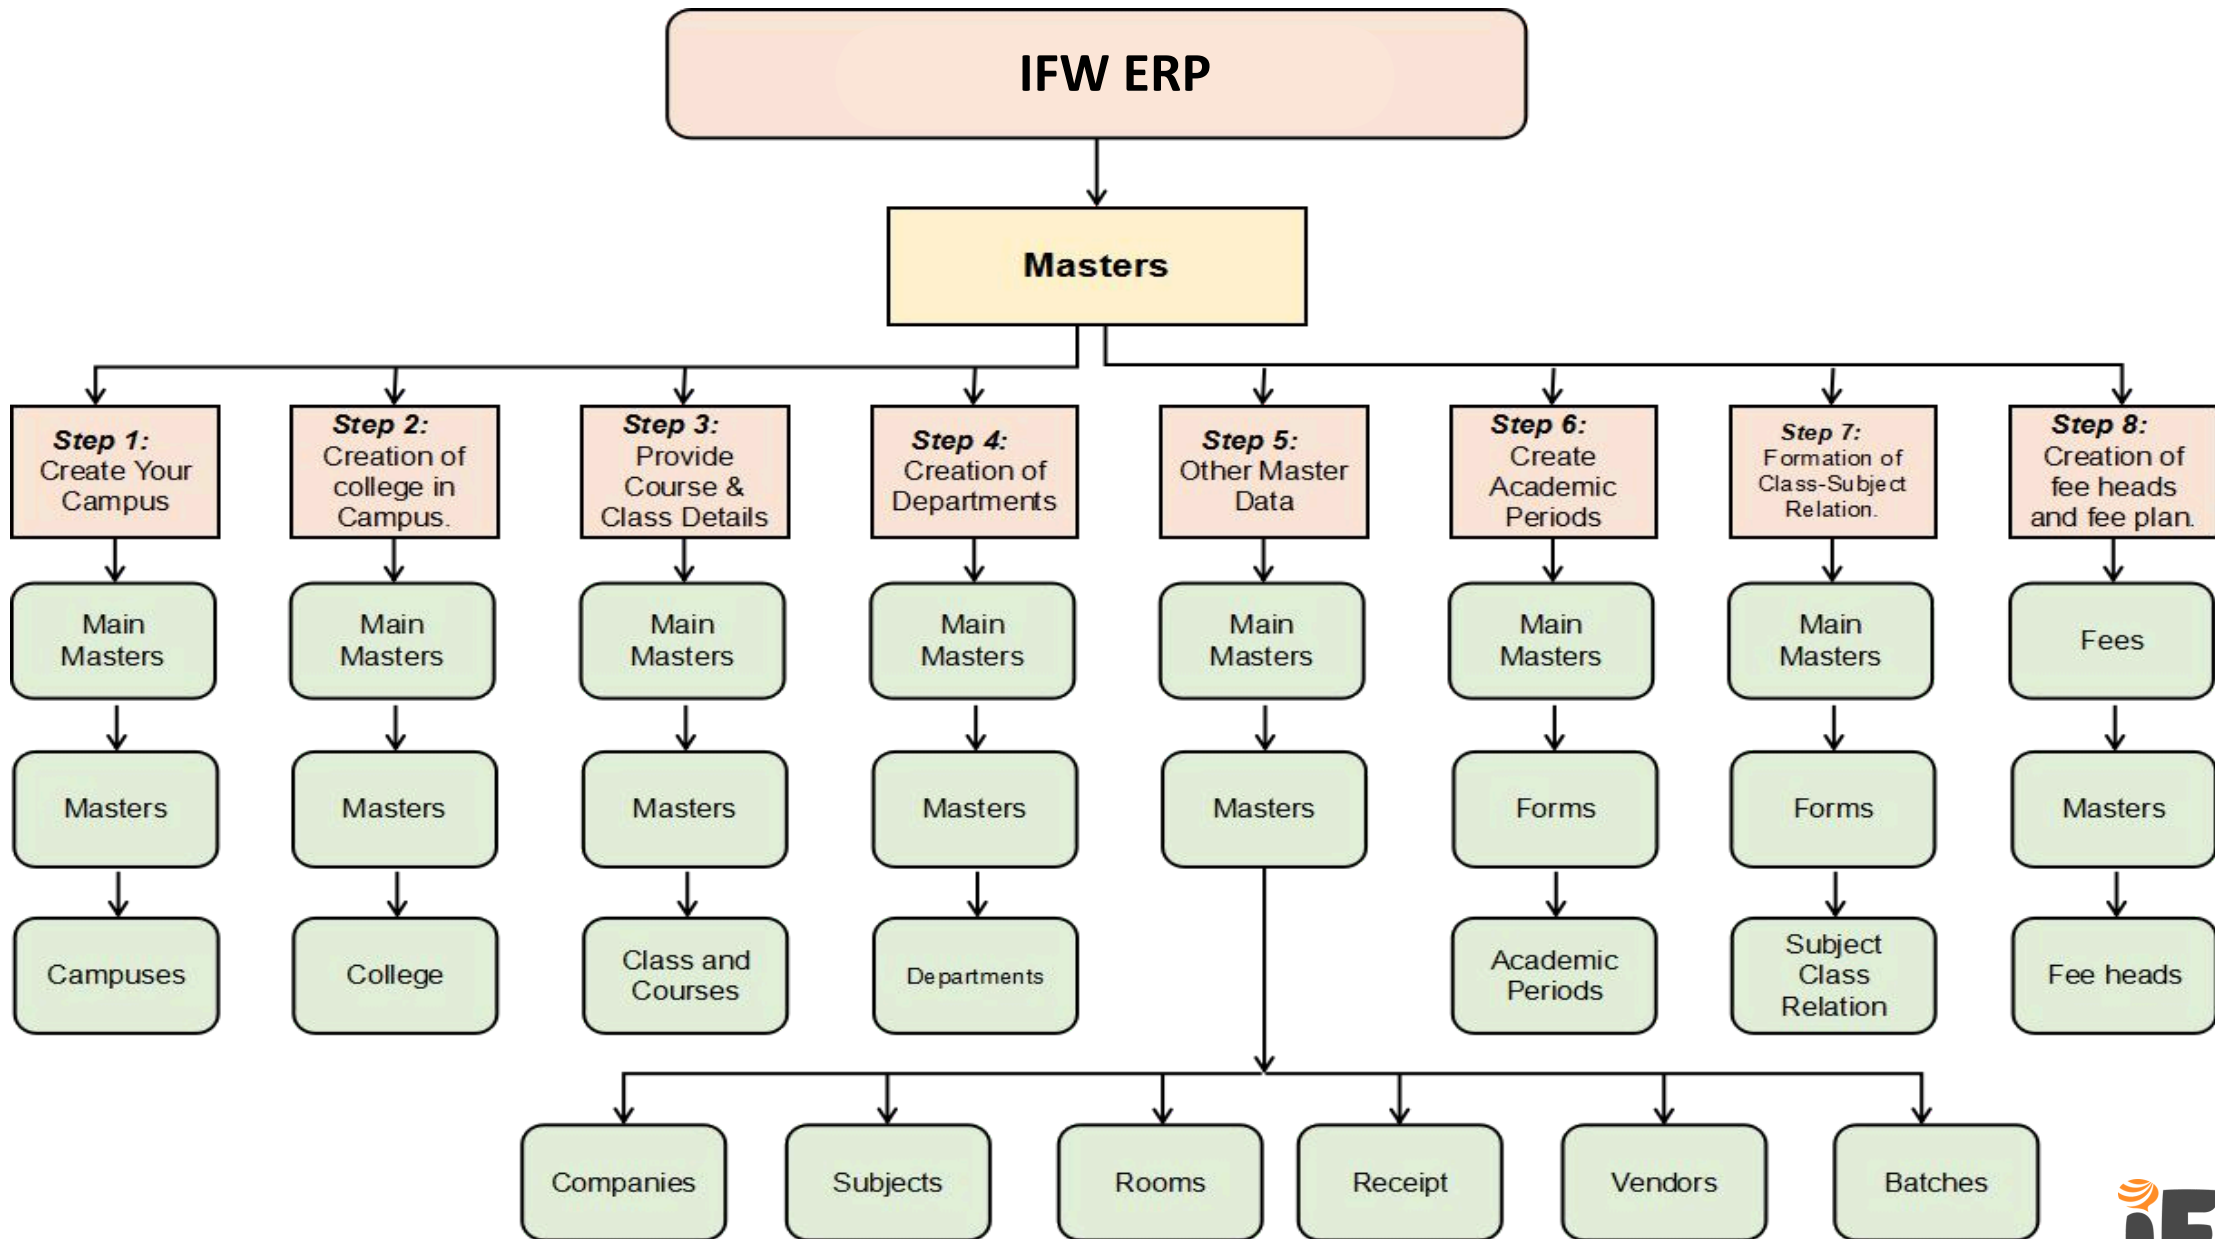 IFW ERP
Masters
Step 1:
Create Your
Campus
Step 2:
Creation of
college in
Campus.
Step 3:
Provide
Course &
Class Details
Step 4:
Creation of
Departments
Step 5:
Other Master
Data
Step 6:
Create
Academic
Periods
Step 7:
Formation of
Class-Subject
Relation.
Step 8:
Creation of
fee heads
and fee plan.
Main
Masters
Main
Masters
Main
Masters
Main
Masters
Main
Masters
Main
Masters
Main
Masters
Fees
Masters
Masters
Masters
Masters
Masters
Forms
Forms
Masters
Campuses
College
Class and
Courses
Departments
Academic
Periods
Subject
Class
Relation
Fee heads
Companies
Subjects
Rooms
Receipt
Vendors
Batches